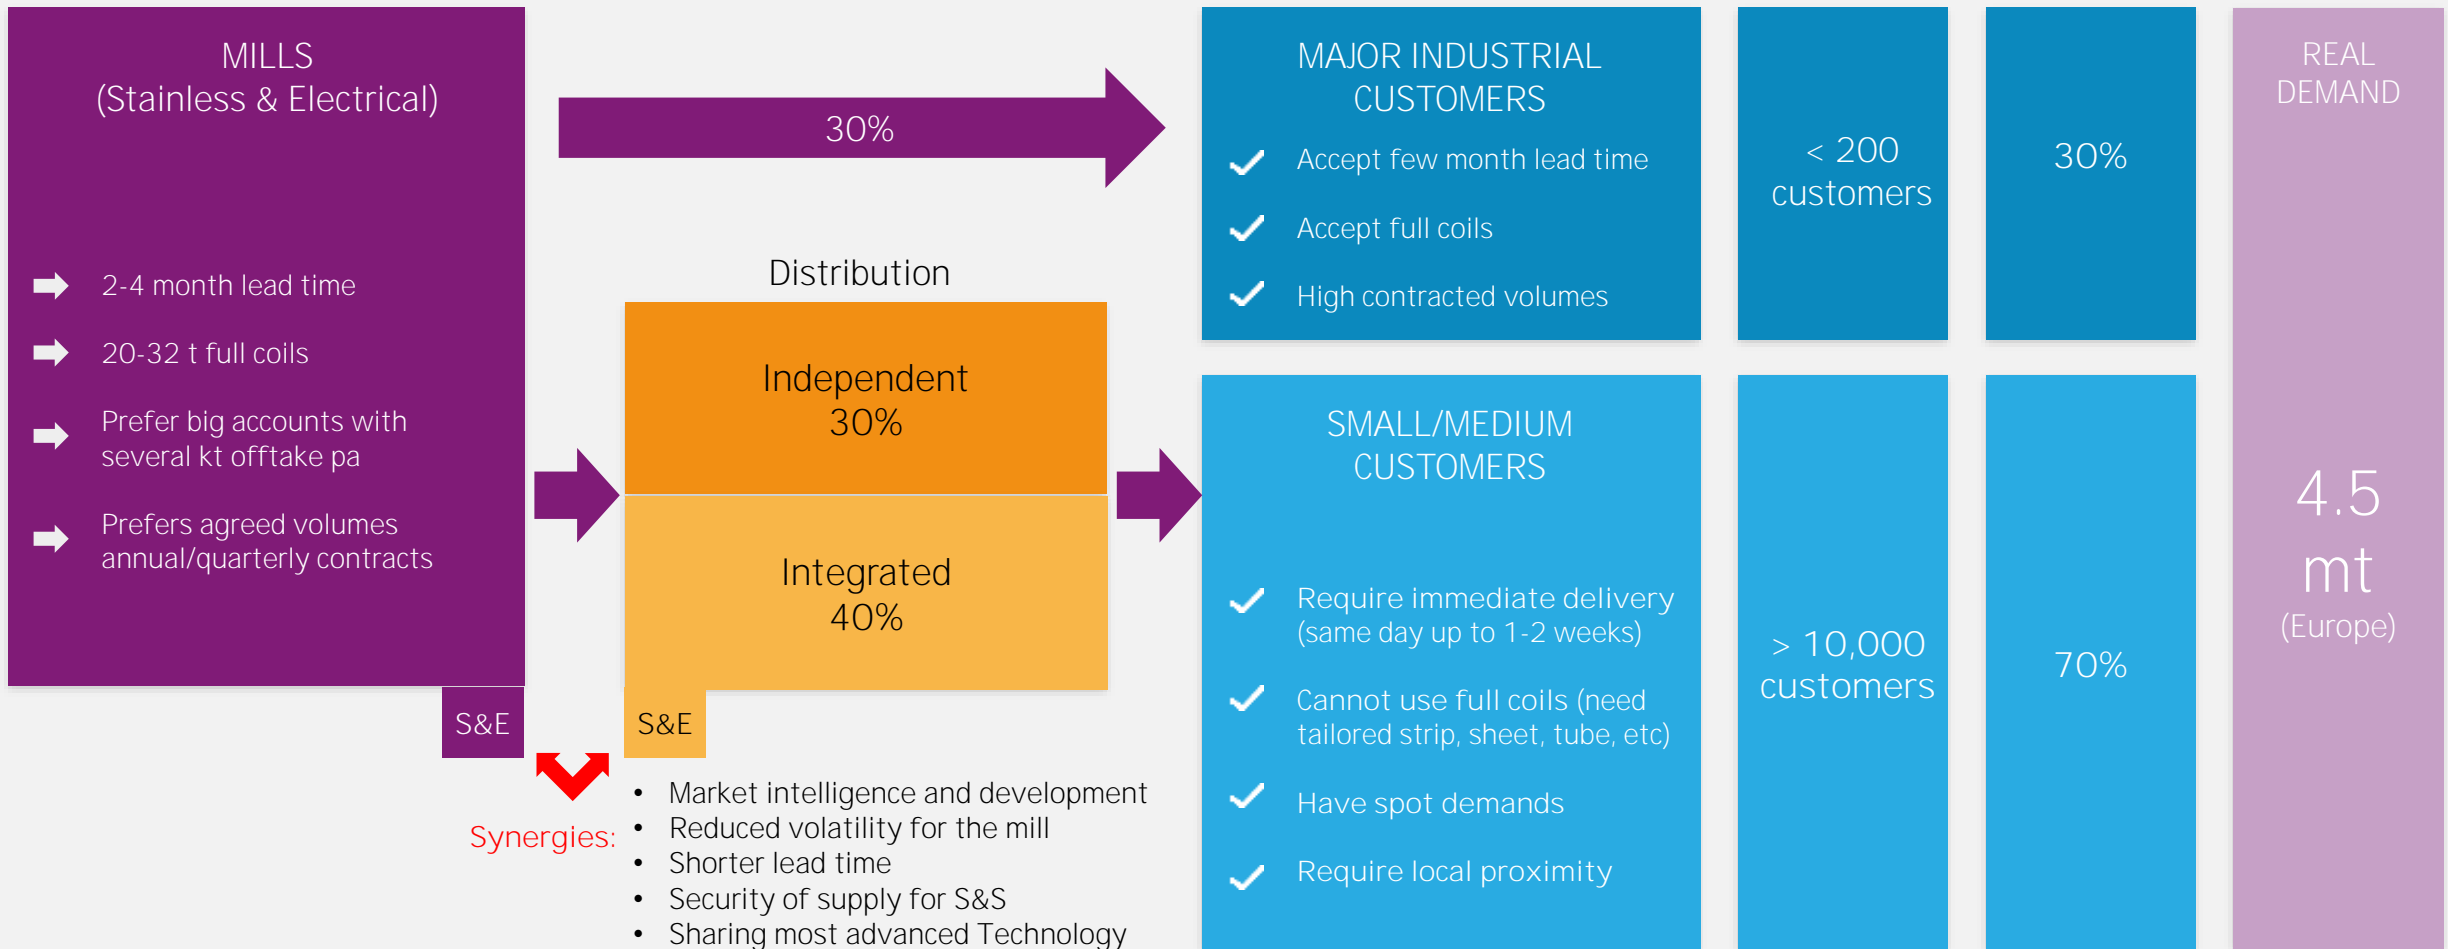 MILLS
(Stainless & Electrical)
2-4 month lead time
20-32 t full coils
Prefer big accounts with
several kt offtake pa
Prefers agreed volumes
annual/quarterly contracts
S&E
30%
Distribution
Independent
30%
Integrated
40%
S&E
Synergies:
• Market intelligence and development
• Reduced volatility for the mill
• Shorter lead time
• Security of supply for S&S
• Sharing most advanced Technology
MAJOR INDUSTRIAL
CUSTOMERS
Accept few month lead time
Accept full coils
High contracted volumes
< 200
customers
30%
SMALL/MEDIUM
CUSTOMERS
Require immediate delivery
(same day up to 1-2 weeks)
Cannot use full coils (need
tailored strip, sheet, tube, etc)
Have spot demands
Require local proximity
> 10,000
customers
70%
REAL
DEMAND
4.5
mt
(Europe)